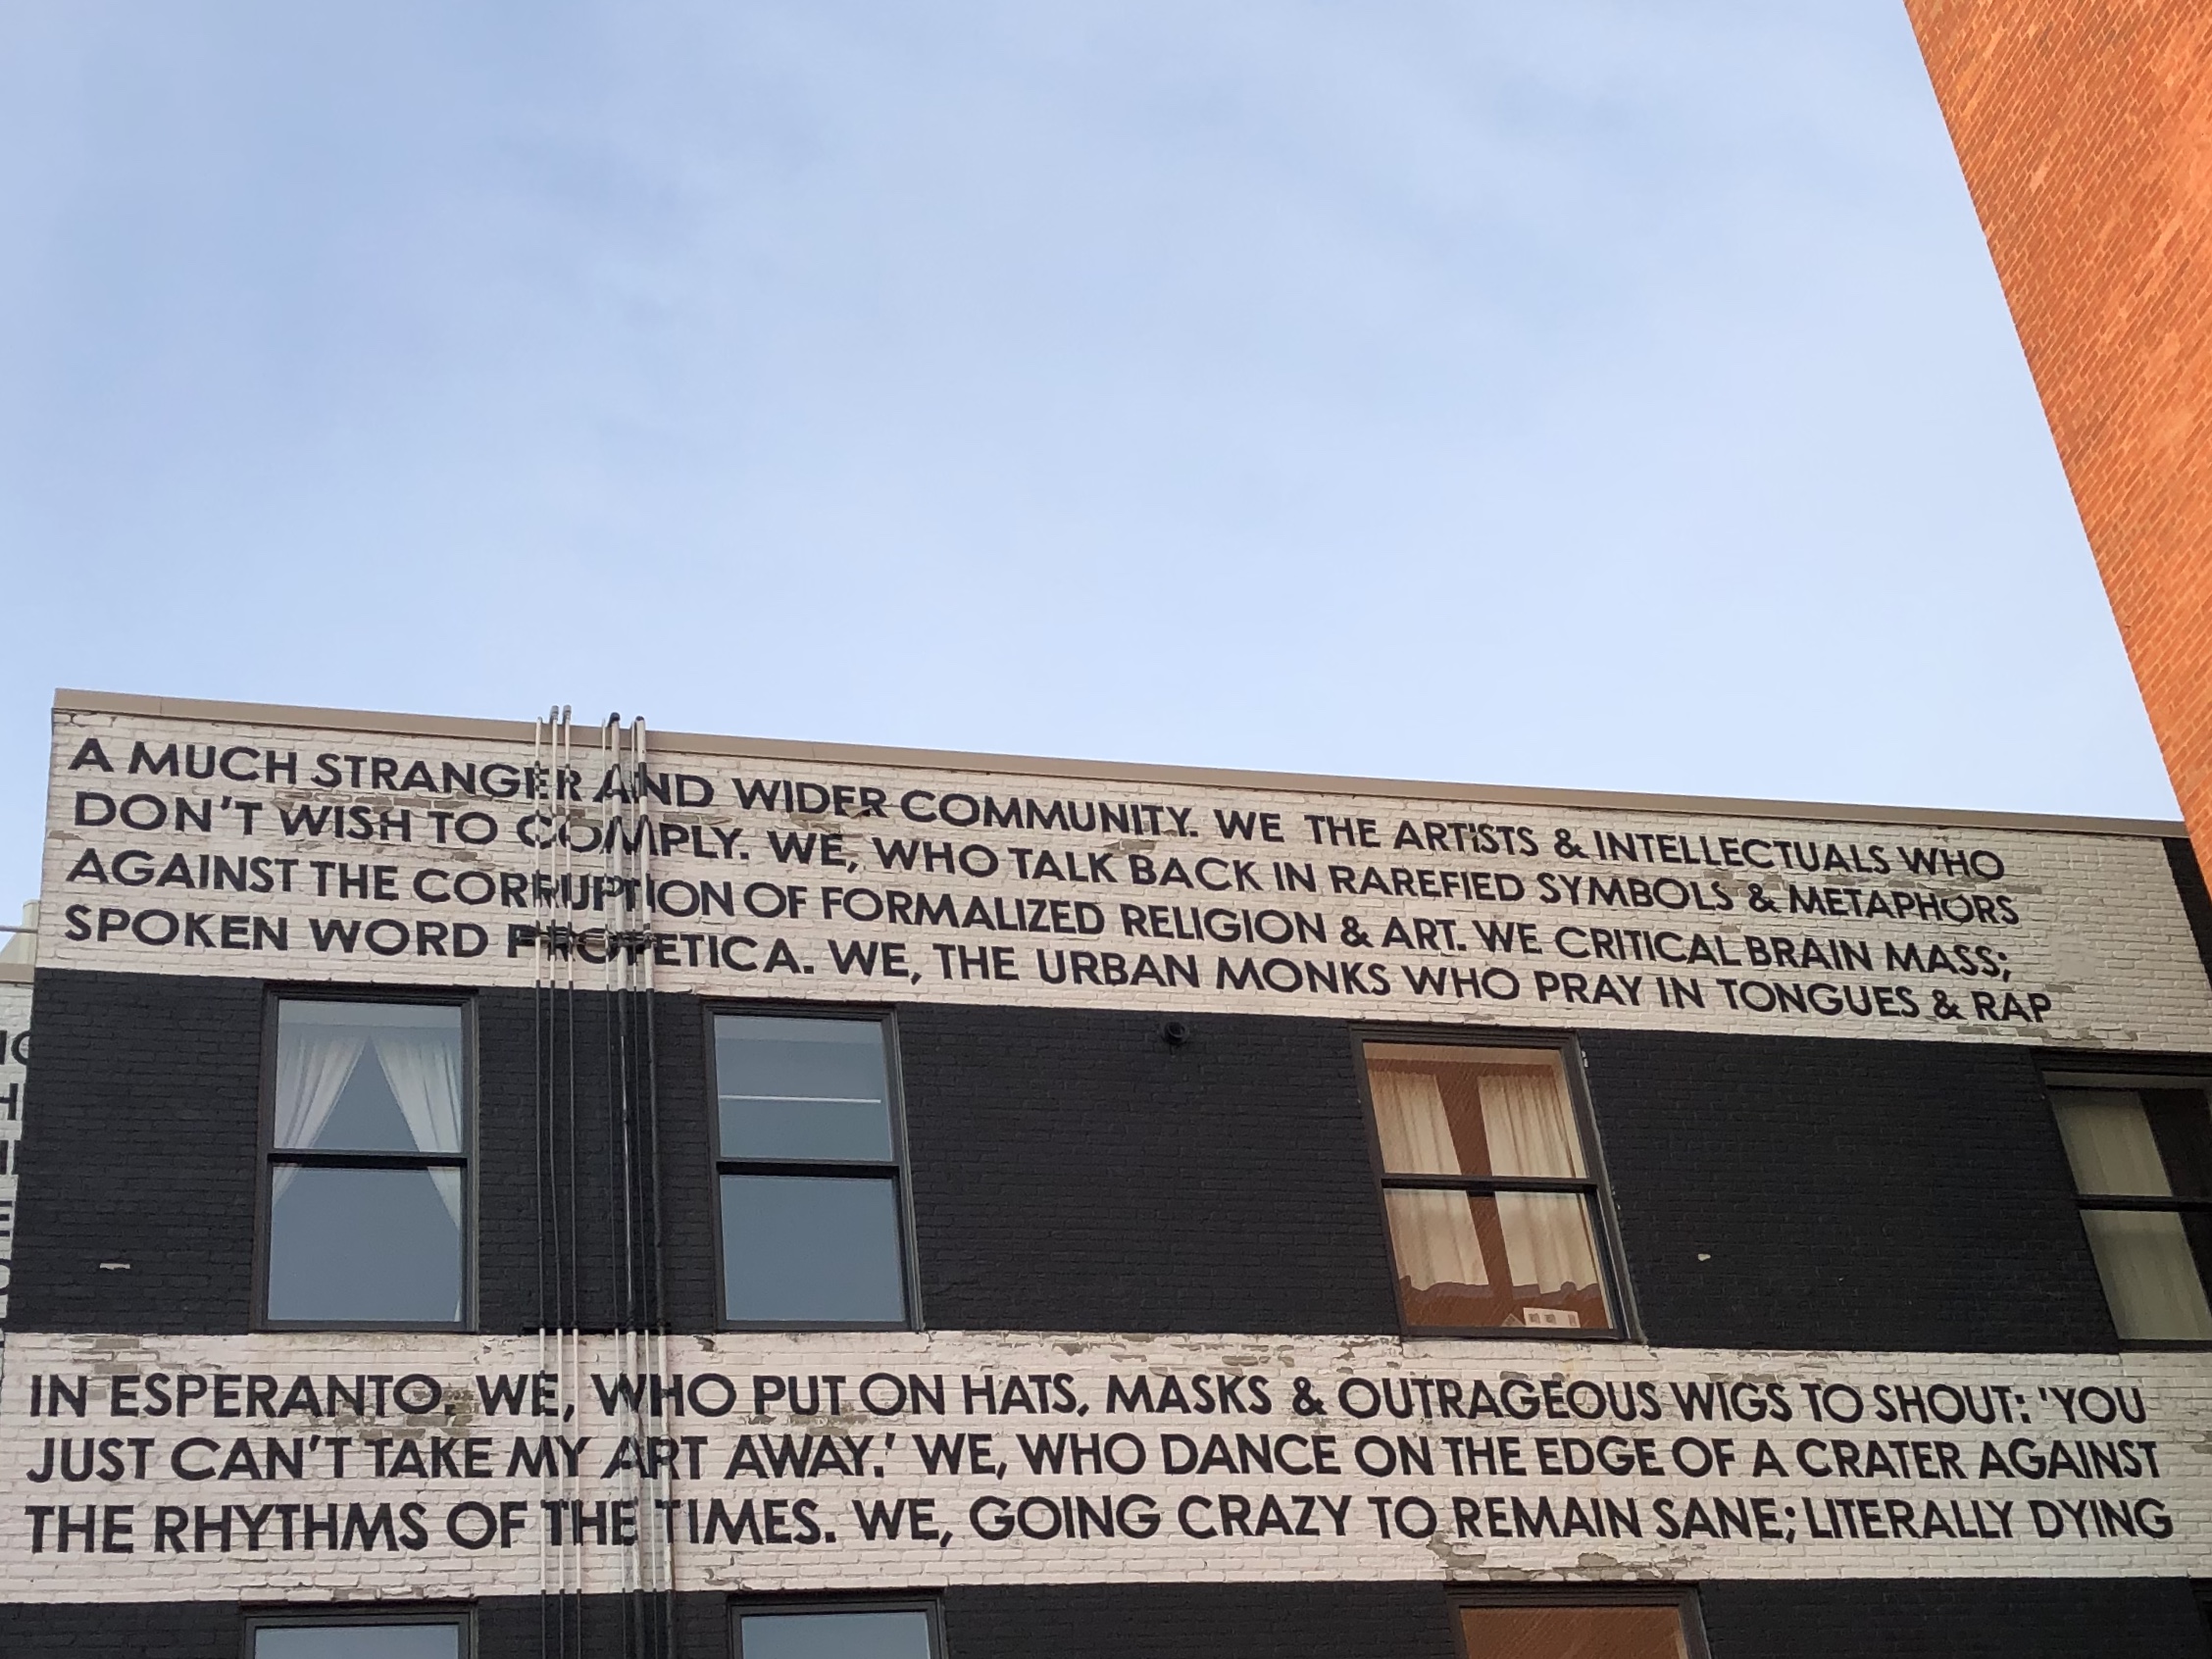 A MUCH STRANGER AND WIDER COMMUNITY. WE THE ARTISTS & INTELLECTUALS WHO
DON'T WISH TO COMPLY. WE, WHO TALK BACK IN RAREFIED SYMBOLS & METAPHORS
AGAINST THE CORRUPTION OF FORMALIZED RELIGION & ART. WE CRITICAL BRAIN MASS;
SPOKEN WORD PROFETICA. WE, THE URBAN MONKS WHO PRAY IN TONGUES & RAP
IN ESPERANTO. WE, WHO PUT ON HATS, MASKS & OUTRAGEOUS WIGS TO SHOUT: 'YOU
JUST CAN'T TAKE MY ART AWAY.' WE, WHO DANCE ON THE EDGE OF A CRATER AGAINST
THE RHYTHMS OF THE TIMES. WE, GOING CRAZY TO REMAIN SANE; LITERALLY DYING